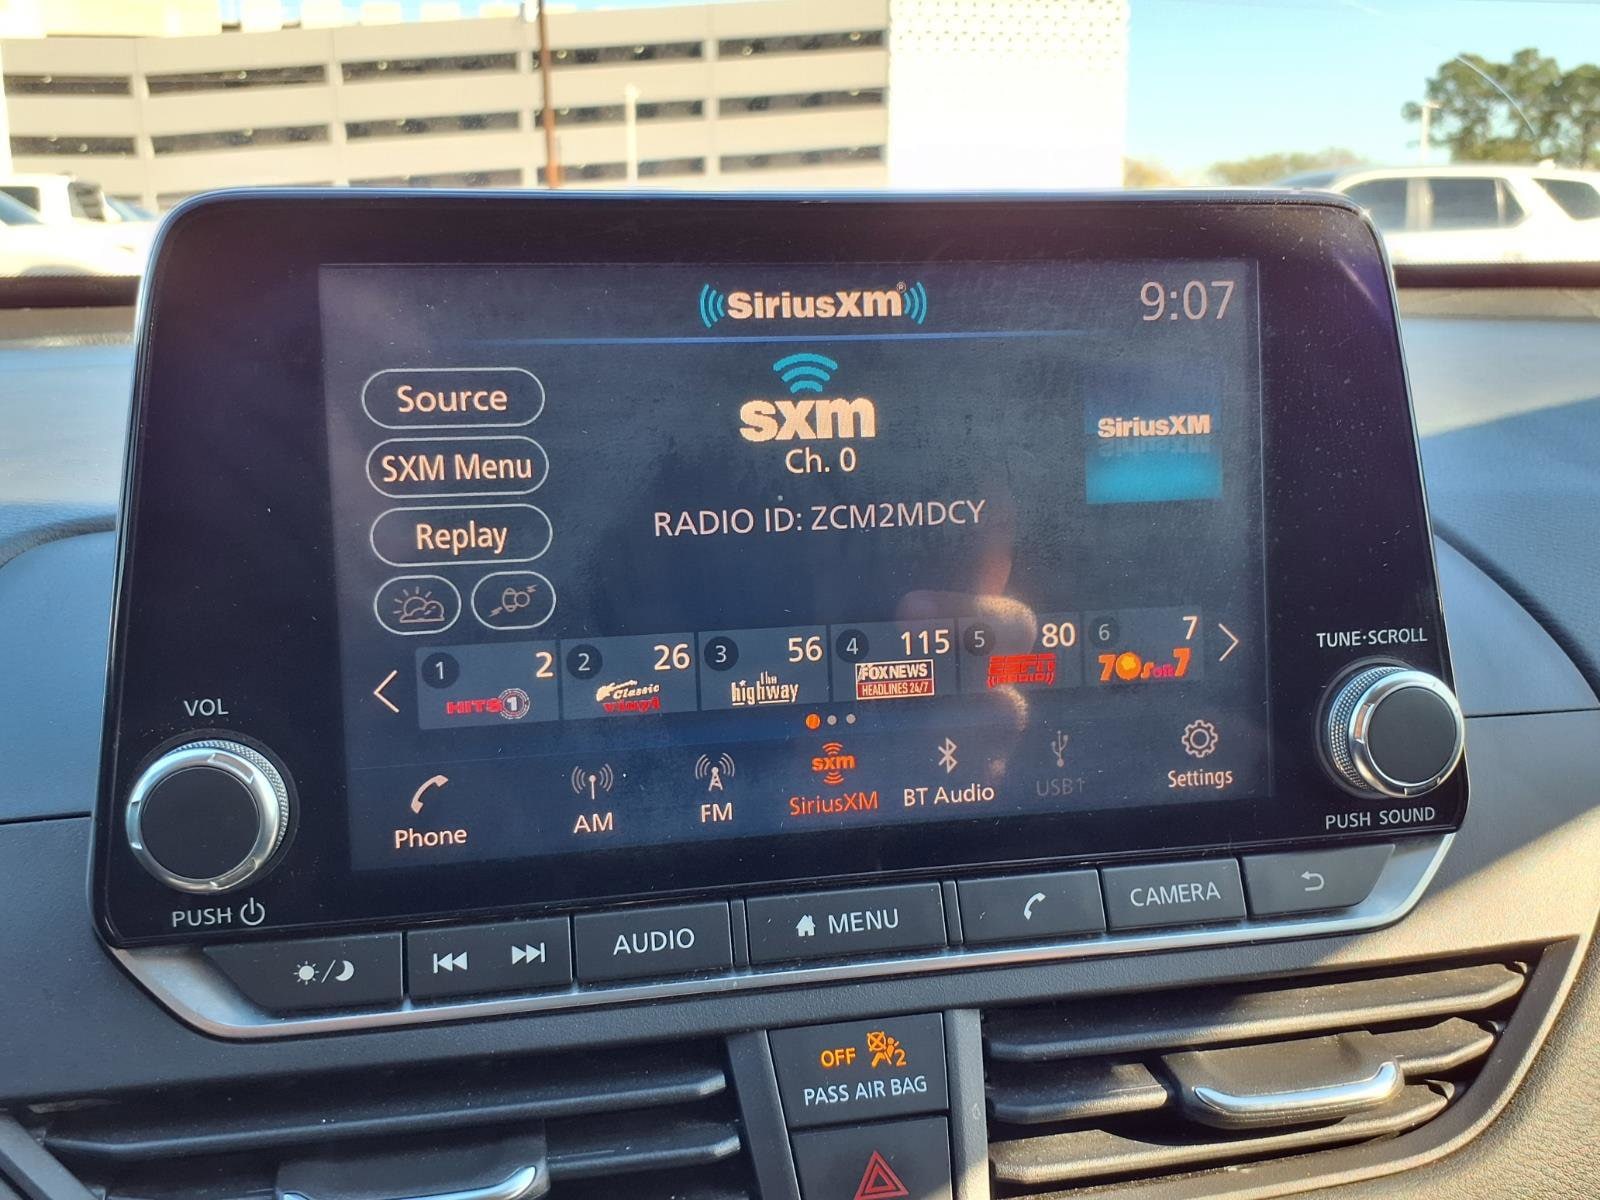 SiriusXM®
9:07
Source
SXM Menu
Replay
sxm
Ch. 0
RADIO ID: ZCM2MDCY
SiriusXM
1 2
HITS 1
2 26
Classic Vinyl
3 56
the highway
4 115
FOX NEWS
HEADLINES 24/7
5 80
ESPN
RADIO
6 7
70s on 7
Phone
AM
FM
sxm
SiriusXM
BT Audio
USB1
Settings
VOL
PUSH
TUNE·SCROLL
PUSH SOUND
AUDIO
MENU
CAMERA
OFF 2
PASS AIR BAG